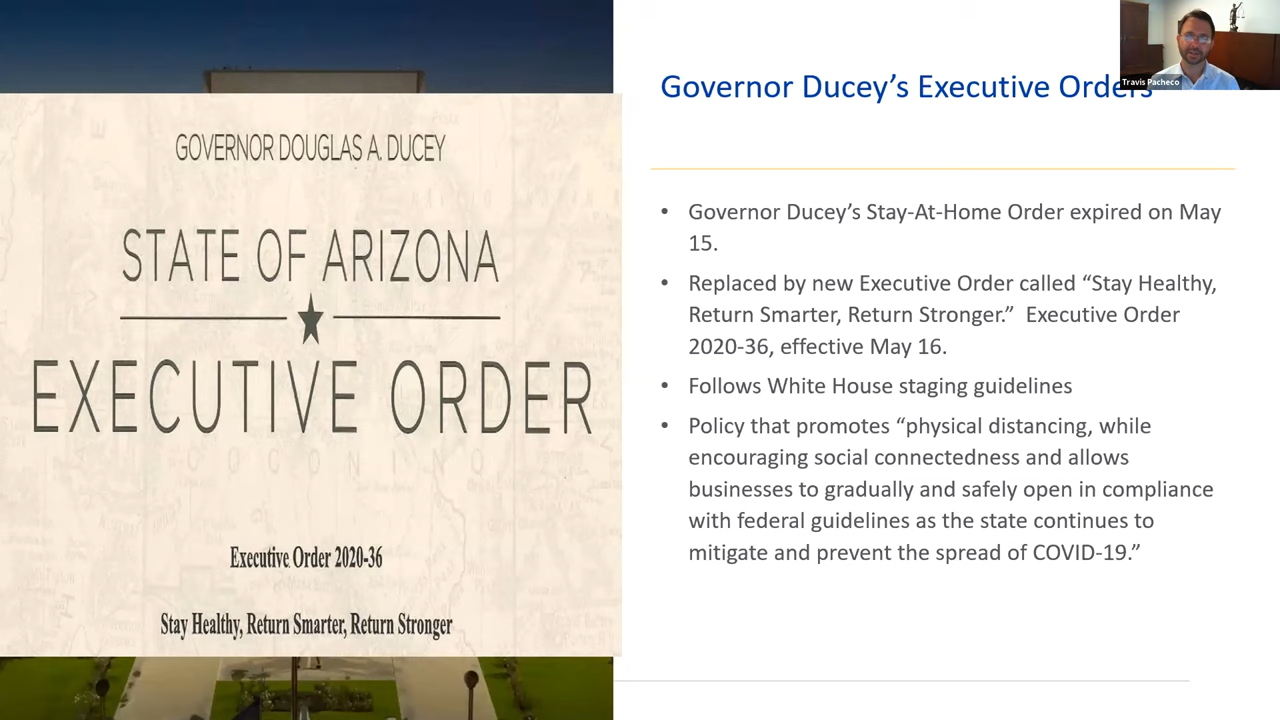 GOVERNOR DOUGLAS A. DUCEY
STATE OF ARIZONA
EXECUTIVE ORDER
COCONINO
Executive Order 2020-36
Stay Healthy, Return Smarter, Return Stronger
Governor Ducey’s Executive Orders
Travis Pacheco
• Governor Ducey’s Stay-At-Home Order expired on May
15.
• Replaced by new Executive Order called “Stay Healthy,
Return Smarter, Return Stronger.”  Executive Order
2020-36, effective May 16.
• Follows White House staging guidelines
• Policy that promotes “physical distancing, while
encouraging social connectedness and allows
businesses to gradually and safely open in compliance
with federal guidelines as the state continues to
mitigate and prevent the spread of COVID-19.”